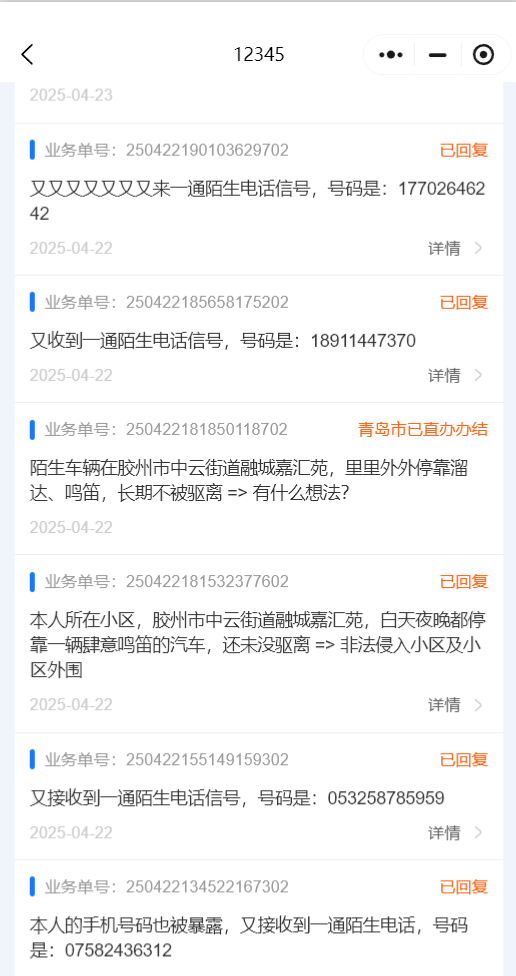 12345
2025-04-23
业务单号：250422190103629702
已回复
又又又又又又又来一通陌生电话信号，号码是：177026462
42
2025-04-22
详情
业务单号：250422185658175202
已回复
又收到一通陌生电话信号，号码是：18911447370
2025-04-22
详情
业务单号：250422181850118702
青岛市已直办办结
陌生车辆在胶州市中云街道融城嘉汇苑，里里外外停靠溜
达、鸣笛，长期不被驱离 => 有什么想法?
2025-04-22
业务单号：250422181532377602
已回复
本人所在小区，胶州市中云街道融城嘉汇苑，白天夜晚都停
靠一辆肆意鸣笛的汽车，还未没驱离 => 非法侵入小区及小
区外围
2025-04-22
详情
业务单号：250422155149159302
已回复
又接收到一通陌生电话信号，号码是：053258785959
2025-04-22
详情
业务单号：250422134522167302
已回复
本人的手机号码也被暴露，又接收到一通陌生电话，号码
是：07582436312